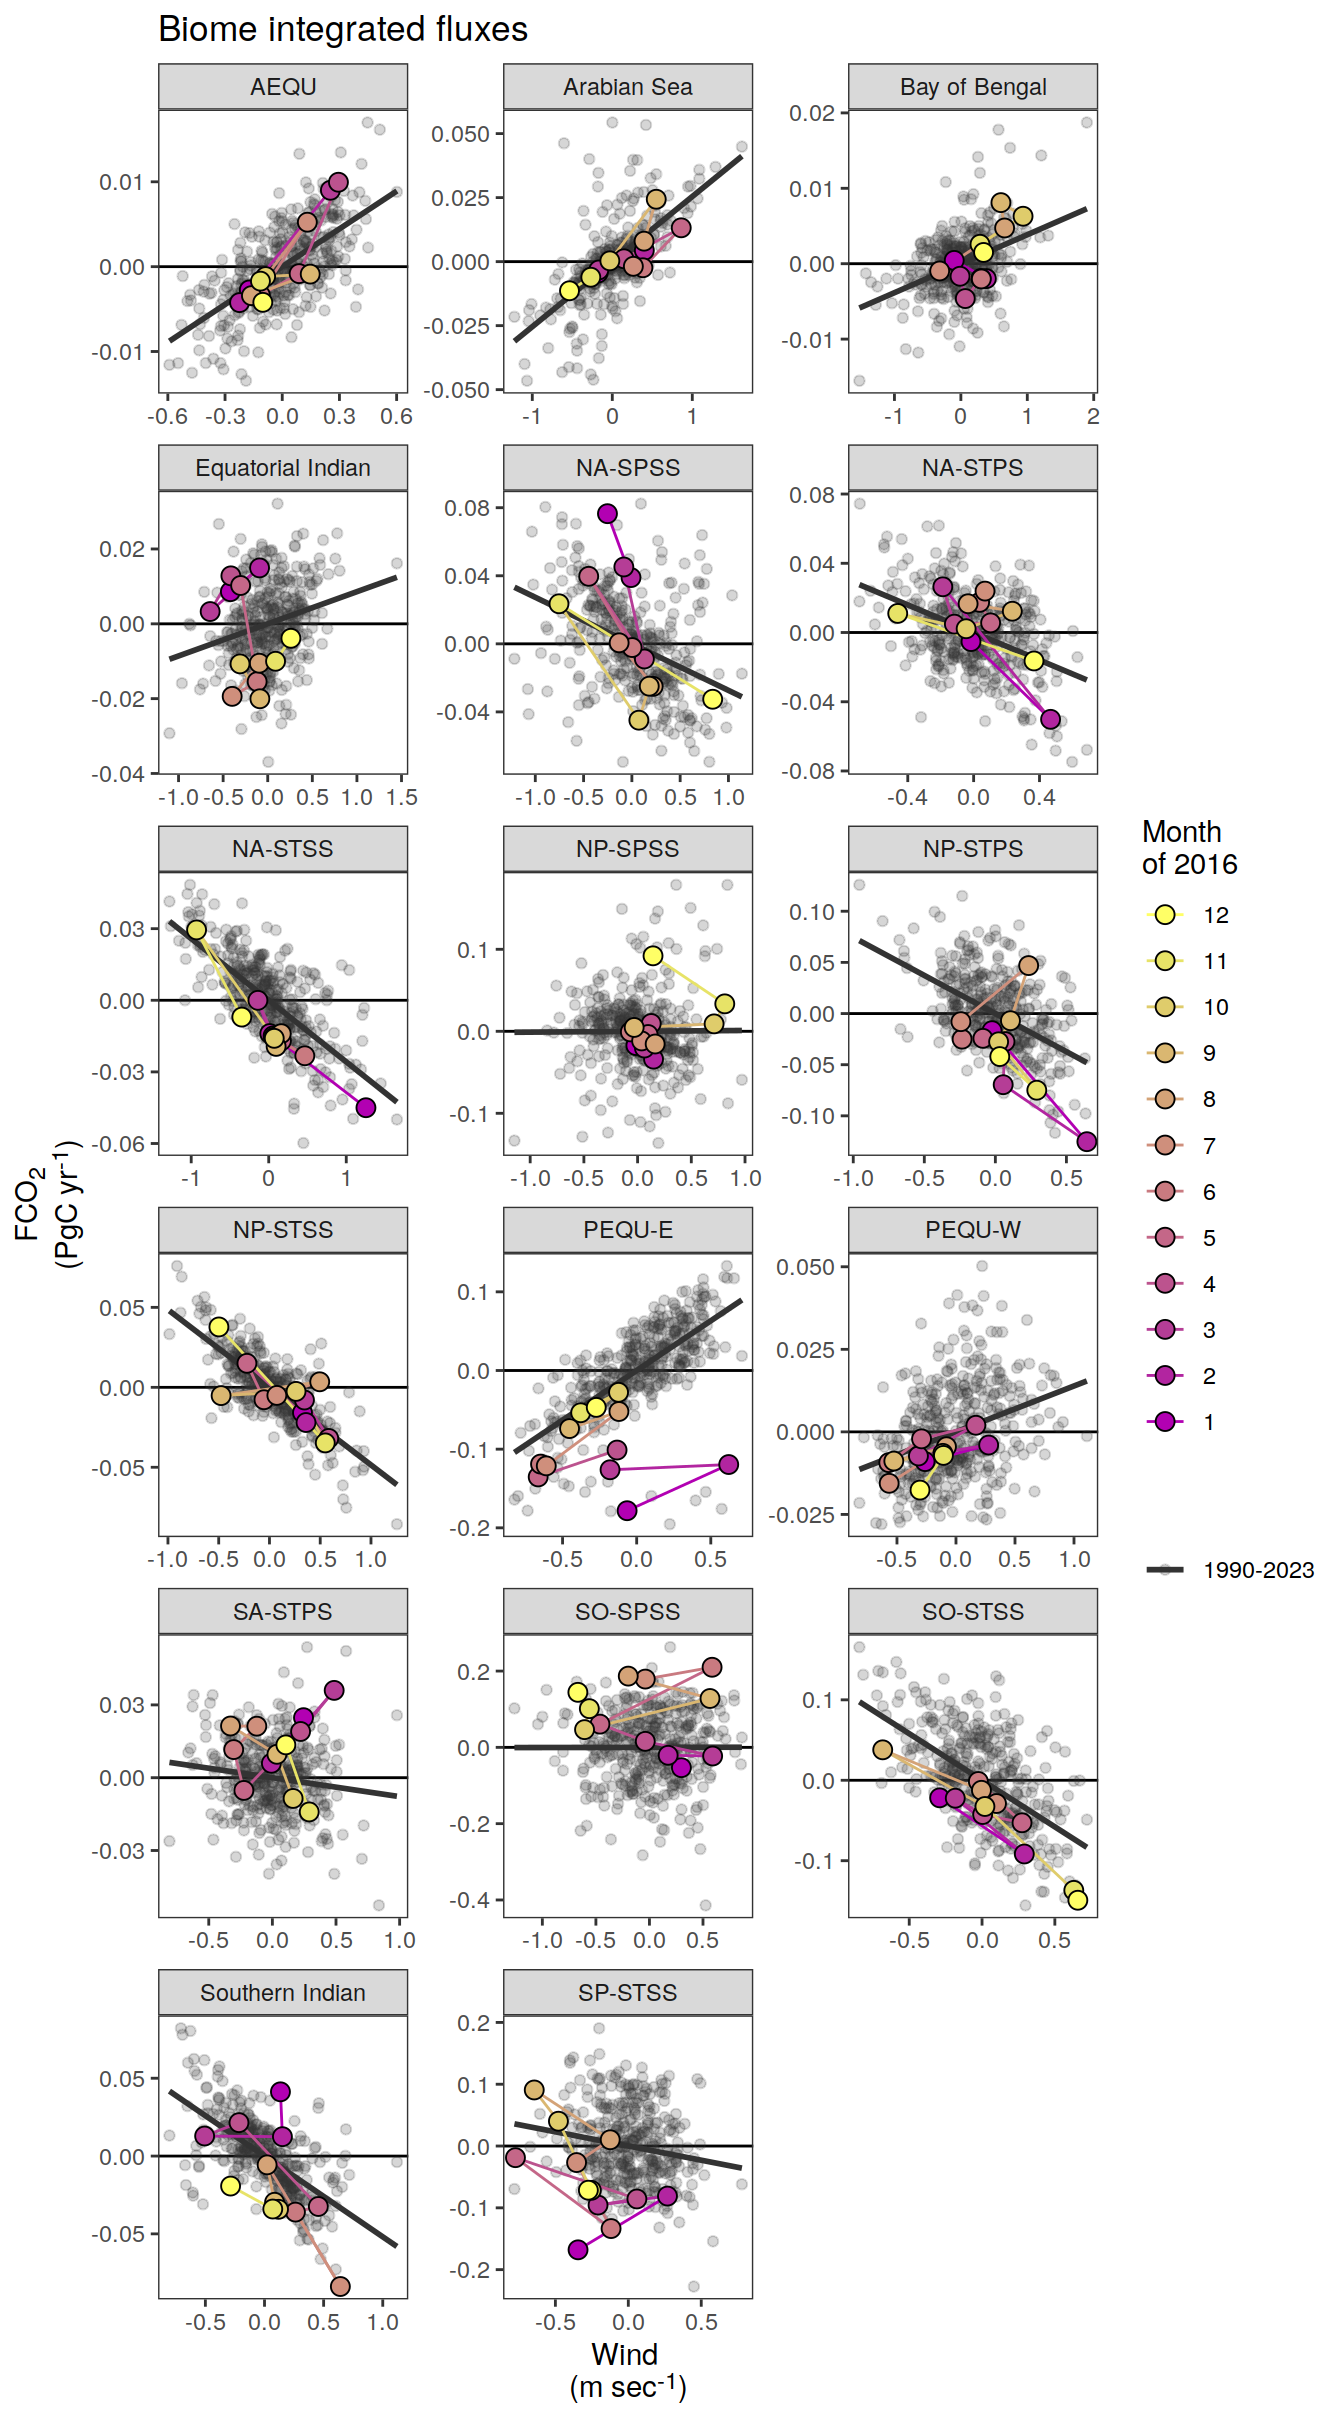 Biome integrated fluxes
AEQU
Arabian Sea
Bay of Bengal
0.01
0.00
-0.01
0.050
0.025
0.000
-0.025
-0.050
0.02
0.01
0.00
-0.01
-0.6 -0.3 0.0 0.3 0.6
-1 0 1
-1 0 1 2
Equatorial Indian
NA-SPSS
NA-STPS
0.02
0.00
-0.02
-0.04
0.08
0.04
0.00
-0.04
0.08
0.04
0.00
-0.04
-0.08
-1.0 -0.5 0.0 0.5 1.0 1.5
-1.0 -0.5 0.0 0.5 1.0
-0.4 0.0 0.4
NA-STSS
NP-SPSS
NP-STPS
0.03
0.00
-0.03
-0.06
0.1
0.0
-0.1
0.10
0.05
0.00
-0.05
-0.10
-1 0 1
-1.0 -0.5 0.0 0.5 1.0
-1.0 -0.5 0.0 0.5
NP-STSS
PEQU-E
PEQU-W
0.05
0.00
-0.05
0.1
0.0
-0.1
-0.2
0.050
0.025
0.000
-0.025
-1.0 -0.5 0.0 0.5 1.0
-0.5 0.0 0.5
-0.5 0.0 0.5 1.0
SA-STPS
SO-SPSS
SO-STSS
0.03
0.00
-0.03
0.2
0.0
-0.2
-0.4
0.1
0.0
-0.1
-0.5 0.0 0.5 1.0
-1.0 -0.5 0.0 0.5
-0.5 0.0 0.5
Southern Indian
SP-STSS
0.05
0.00
-0.05
0.2
0.1
0.0
-0.1
-0.2
-0.5 0.0 0.5 1.0
-0.5 0.0 0.5
Wind
(m sec⁻¹)
FCO₂
(PgC yr⁻¹)
Month
of 2016
12
11
10
9
8
7
6
5
4
3
2
1
1990-2023